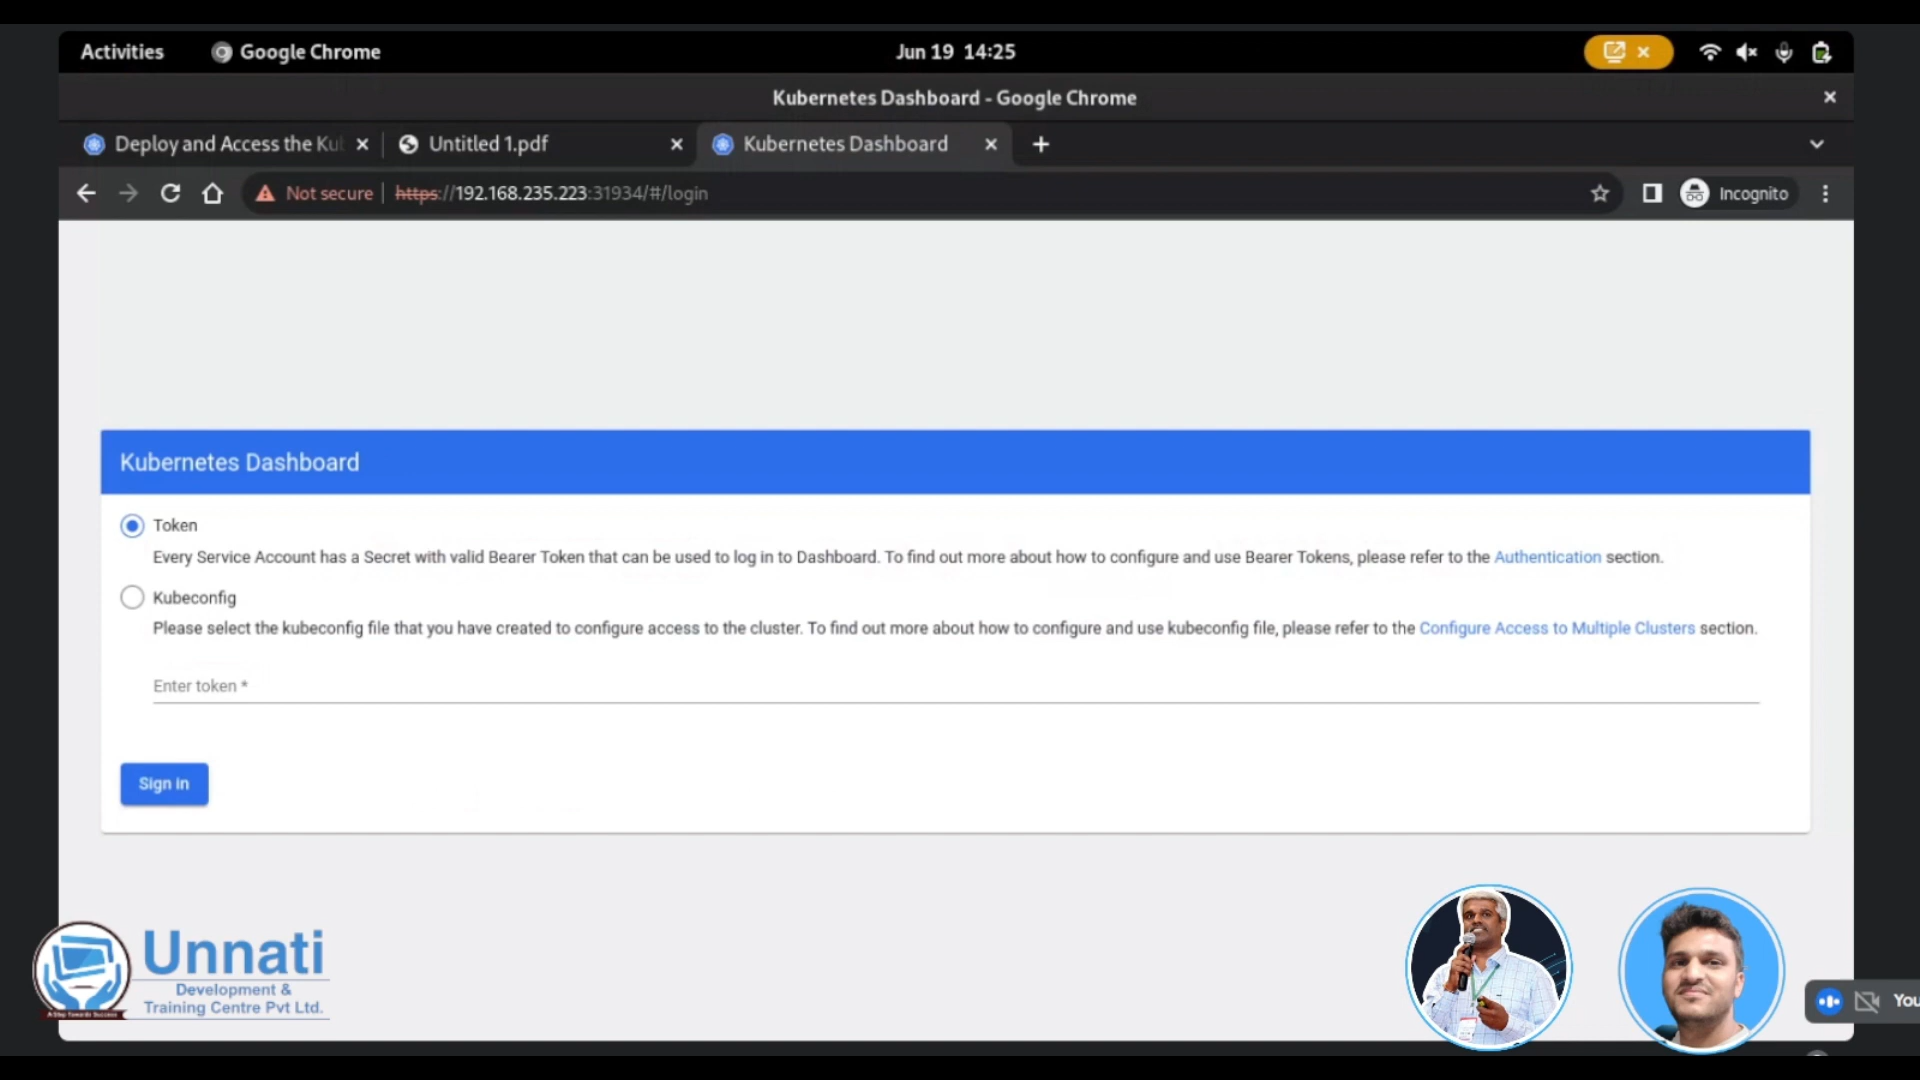 Activities Google Chrome Jun 19 14:25
Kubernetes Dashboard - Google Chrome
Deploy and Access the Ku Untitled 1.pdf Kubernetes Dashboard
Not secure https://192.168.235.223:31934/#/login Incognito
Kubernetes Dashboard
Token
Every Service Account has a Secret with valid Bearer Token that can be used to log in to Dashboard. To find out more about how to configure and use Bearer Tokens, please refer to the Authentication section.
Kubeconfig
Please select the kubeconfig file that you have created to configure access to the cluster. To find out more about how to configure and use kubeconfig file, please refer to the Configure Access to Multiple Clusters section.
Enter token *
Sign in
Unnati
Development &
Training Centre Pvt Ltd.
A Step Towards Success
You